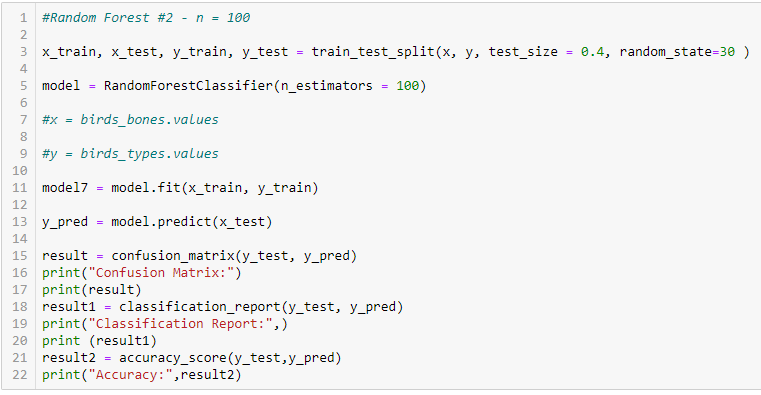 1 #Random Forest #2 - n = 100
2
3 x_train, x_test, y_train, y_test = train_test_split(x, y, test_size = 0.4, random_state=30 )
4
5 model = RandomForestClassifier(n_estimators = 100)
6
7 #x = birds_bones.values
8
9 #y = birds_types.values
10
11 model7 = model.fit(x_train, y_train)
12
13 y_pred = model.predict(x_test)
14
15 result = confusion_matrix(y_test, y_pred)
16 print("Confusion Matrix:")
17 print(result)
18 result1 = classification_report(y_test, y_pred)
19 print("Classification Report:",)
20 print (result1)
21 result2 = accuracy_score(y_test,y_pred)
22 print("Accuracy:",result2)